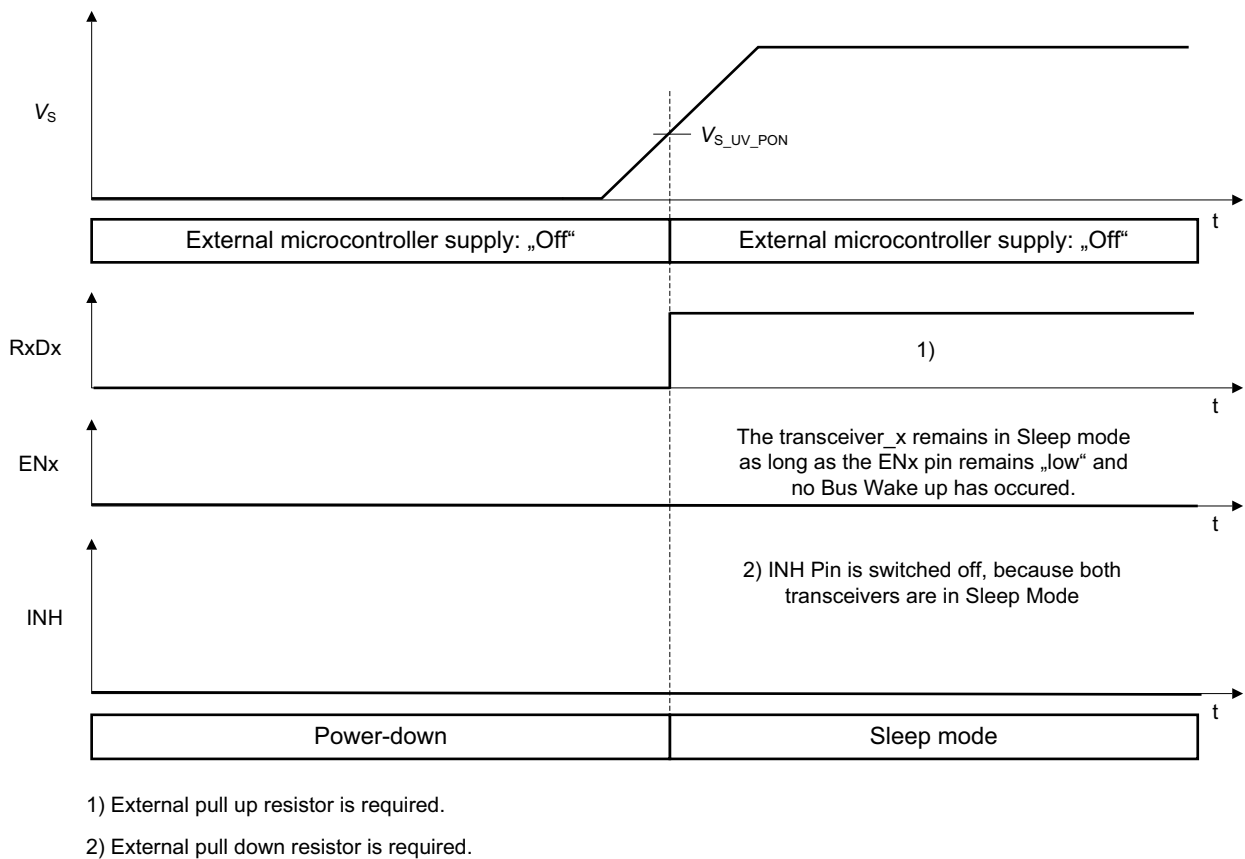 V_S
V_S_UV_PON
t
External microcontroller supply: „Off“
External microcontroller supply: „Off“
RxDx
1)
t
ENx
The transceiver_x remains in Sleep mode
as long as the ENx pin remains „low“ and
no Bus Wake up has occured.
t
INH
2) INH Pin is switched off, because both
transceivers are in Sleep Mode
t
Power-down
Sleep mode
1) External pull up resistor is required.
2) External pull down resistor is required.